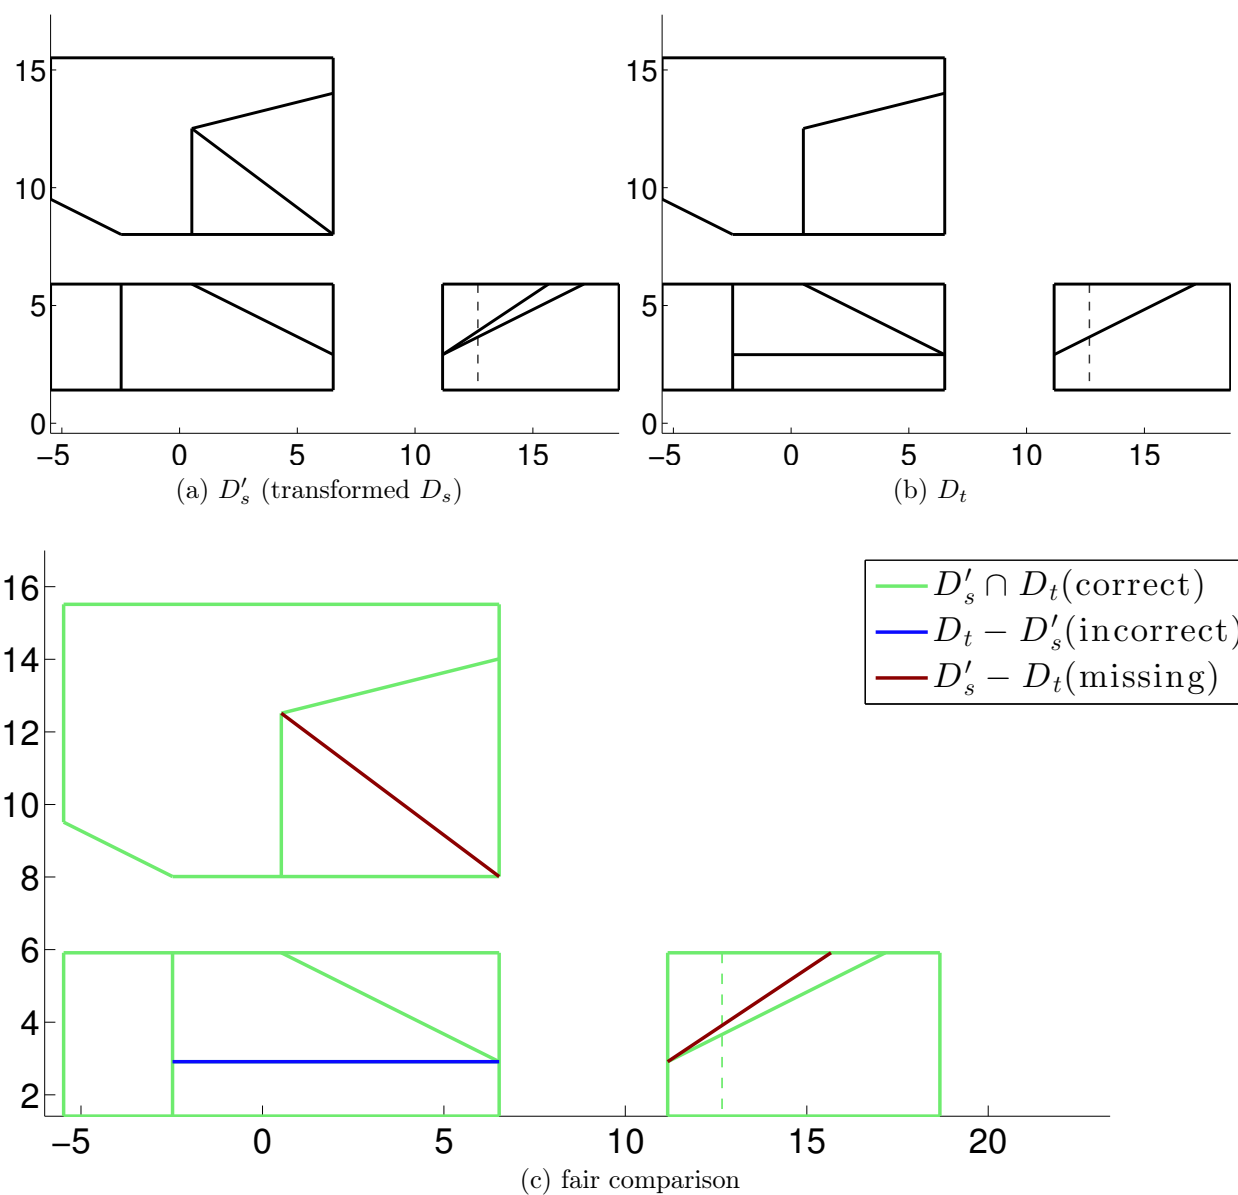 15
10
5
0
−5 0 5 10 15
(a) D′ₛ (transformed Dₛ)
15
10
5
0
−5 0 5 10 15
(b) Dₜ
16
14
12
10
8
6
4
2
−5 0 5 10 15 20
D′ₛ ∩ Dₜ(correct)
Dₜ − D′ₛ(incorrect)
D′ₛ − Dₜ(missing)
(c) fair comparison